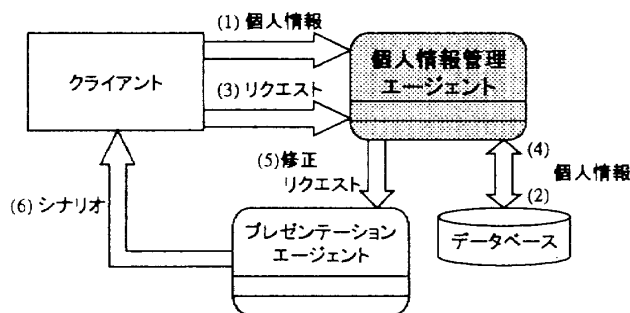 (1) 個人情報
クライアント
(3) リクエスト
個人情報管理
エージェント
(5)修正
リクエスト
(4)
個人情報
(2)
(6) シナリオ
プレゼンテーション
エージェント
データベース